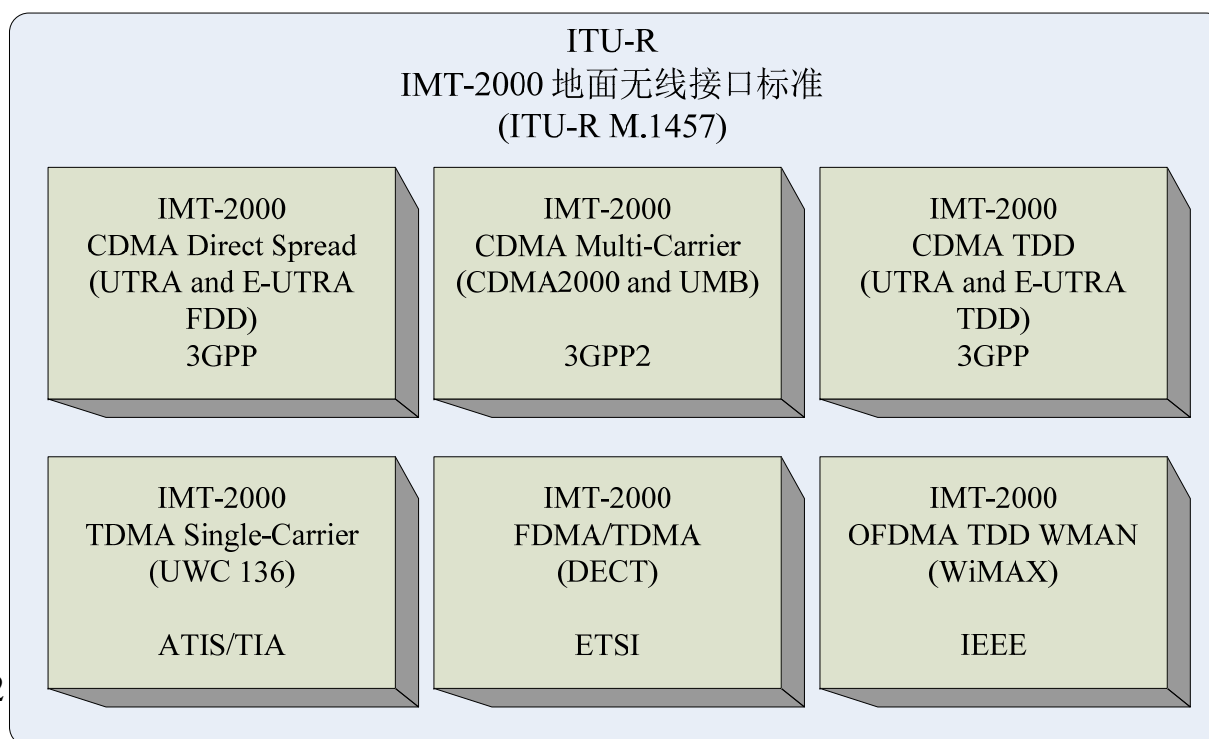 ITU-R
IMT-2000 地面无线接口标准
(ITU-R M.1457)
IMT-2000
CDMA Direct Spread
(UTRA and E-UTRA
FDD)
3GPP
IMT-2000
CDMA Multi-Carrier
(CDMA2000 and UMB)
3GPP2
IMT-2000
CDMA TDD
(UTRA and E-UTRA
TDD)
3GPP
IMT-2000
TDMA Single-Carrier
(UWC 136)
ATIS/TIA
IMT-2000
FDMA/TDMA
(DECT)
ETSI
IMT-2000
OFDMA TDD WMAN
(WiMAX)
IEEE